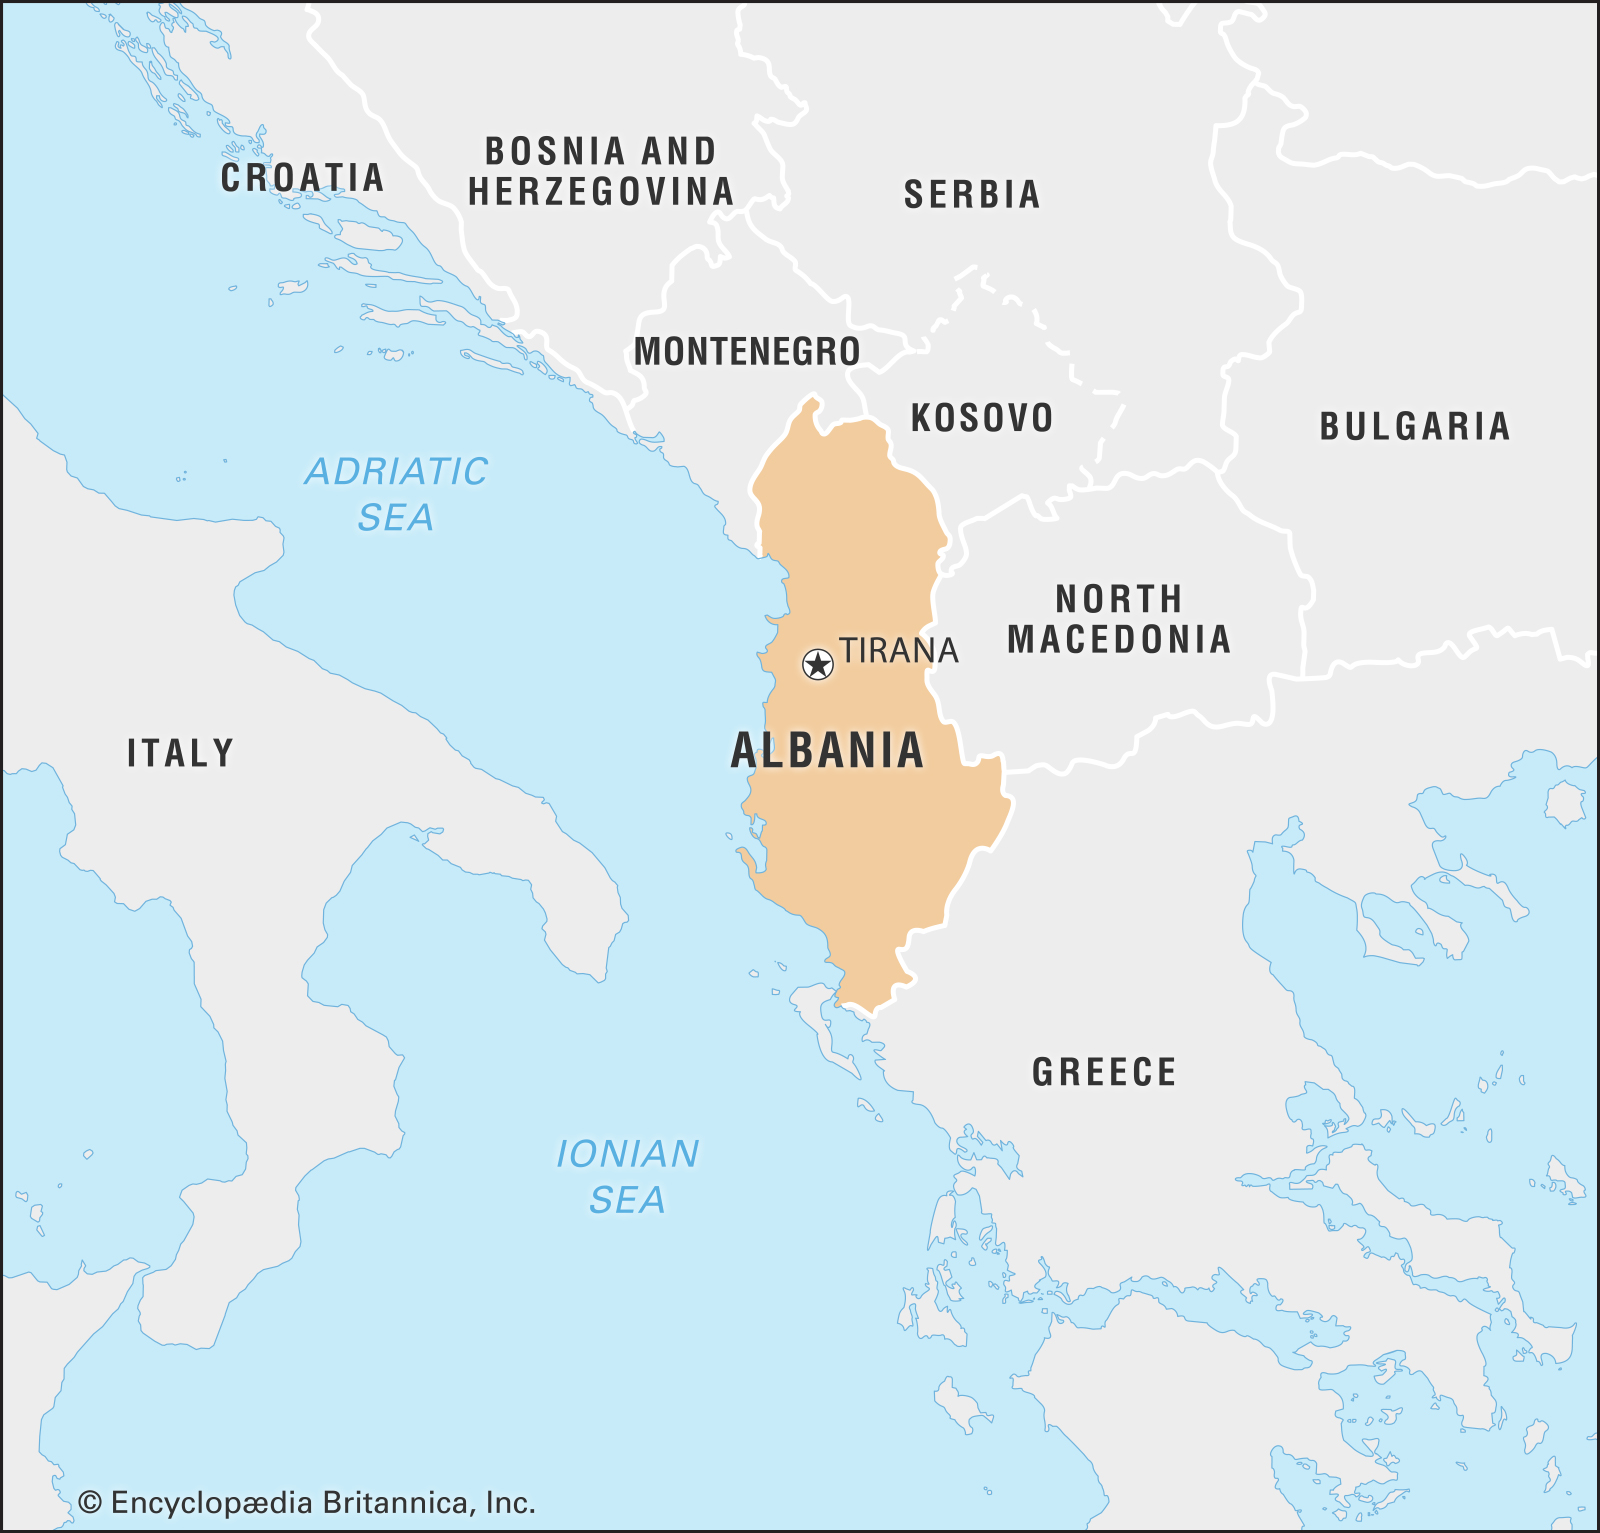 BOSNIA AND
HERZEGOVINA
CROATIA
SERBIA
MONTENEGRO
KOSOVO
BULGARIA
ADRIATIC
SEA
NORTH
MACEDONIA
TIRANA
ALBANIA
ITALY
GREECE
IONIAN
SEA
© Encyclopædia Britannica, Inc.